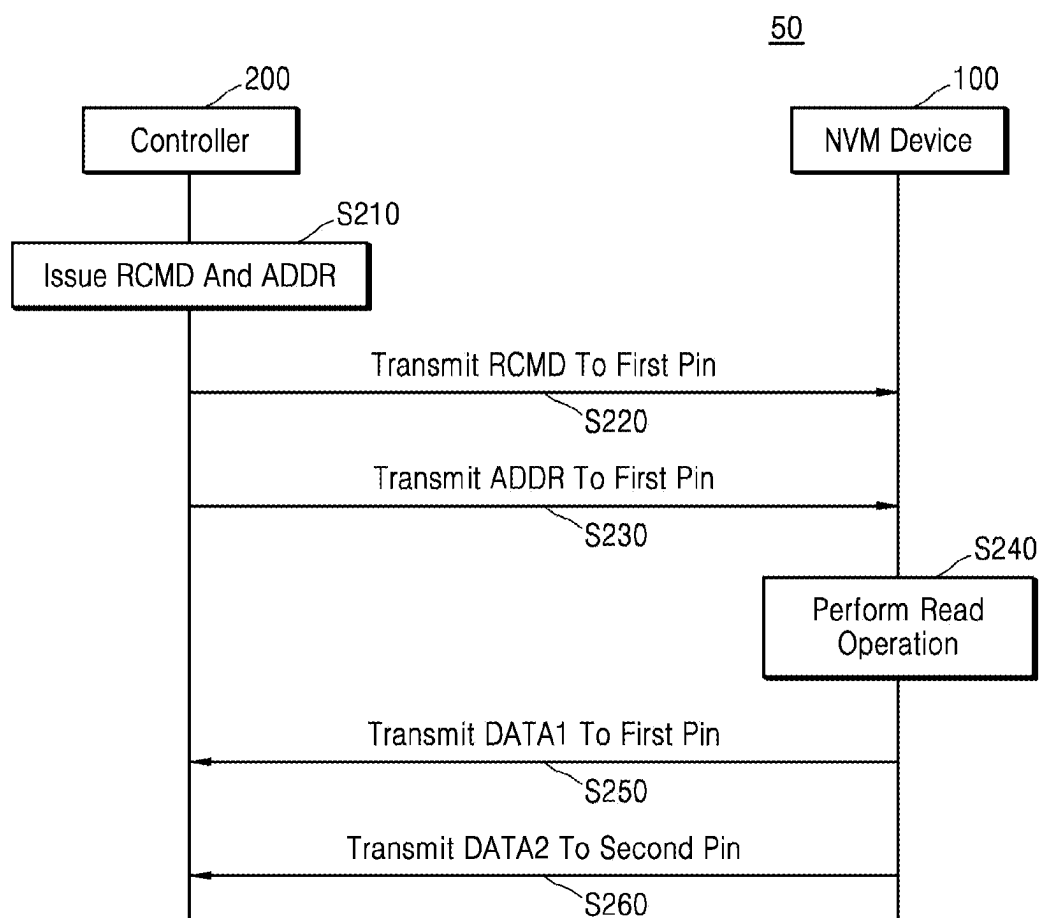 50
200
100
Controller
NVM Device
S210
Issue RCMD And ADDR
Transmit RCMD To First Pin
S220
Transmit ADDR To First Pin
S230
S240
Perform Read
Operation
Transmit DATA1 To First Pin
S250
Transmit DATA2 To Second Pin
S260